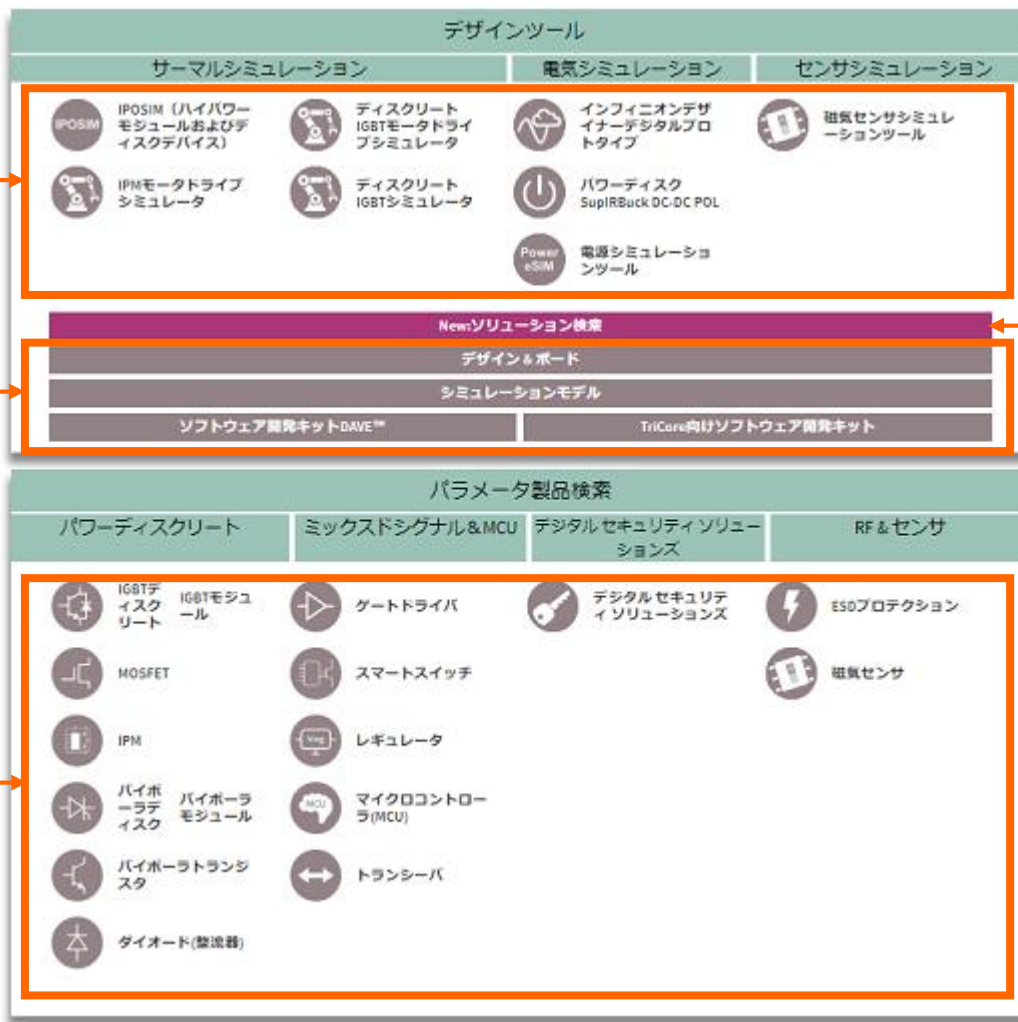 デザインツール
サーマルシミュレーション
電気シミュレーション
センサシミュレーション
IPOSIM
IPOSIM（ハイパワー
モジュールおよびデ
ィスクデバイス）
ディスクリート
IGBTモータドライ
ブシミュレータ
インフィニオンデザ
イナーデジタルプロ
トタイプ
磁気センサシミュレ
ーションツール
IPMモータドライブ
シミュレータ
ディスクリート
IGBTシミュレータ
パワーディスク
SupIRBuck DC-DC POL
Power
eSIM
電源シミュレーショ
ンツール
New:ソリューション検索
デザイン＆ボード
シミュレーションモデル
ソフトウェア開発キットDAVE™
TriCore向けソフトウェア開発キット
パラメータ製品検索
パワーディスクリート
ミックスドシグナル＆MCU
デジタル セキュリティ ソリュー
ションズ
RF＆センサ
IGBTデ
ィスク
リート
IGBTモジュ
ール
ゲートドライバ
デジタル セキュリテ
ィ ソリューションズ
ESDプロテクション
MOSFET
スマートスイッチ
磁気センサ
IPM
Vreg
レギュレータ
バイポ
ーラデ
ィスク
バイポーラ
モジュール
MCU
マイクロコントロー
ラ(MCU)
バイポーラトランジ
スタ
トランシーバ
ダイオード(整流器)